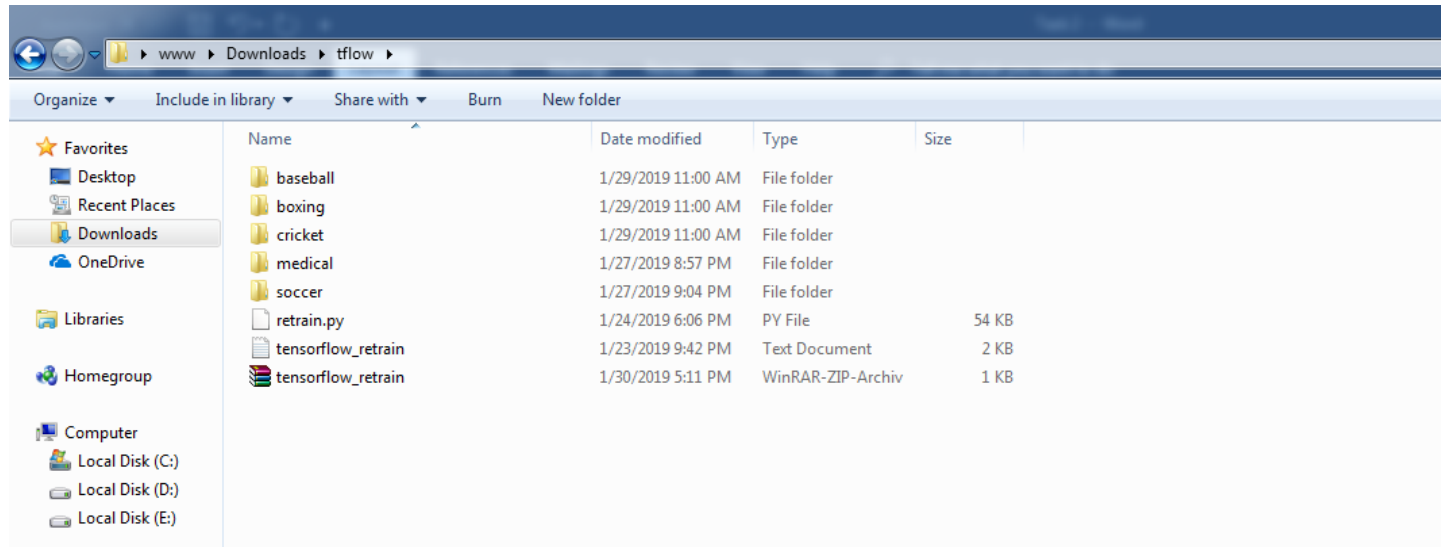 www Downloads tflow
Organize Include in library Share with Burn New folder
Name Date modified Type Size
Favorites
Desktop
Recent Places
Downloads
OneDrive
Libraries
Homegroup
Computer
Local Disk (C:)
Local Disk (D:)
Local Disk (E:)
baseball 1/29/2019 11:00 AM File folder
boxing 1/29/2019 11:00 AM File folder
cricket 1/29/2019 11:00 AM File folder
medical 1/27/2019 8:57 PM File folder
soccer 1/27/2019 9:04 PM File folder
retrain.py 1/24/2019 6:06 PM PY File 54 KB
tensorflow_retrain 1/23/2019 9:42 PM Text Document 2 KB
tensorflow_retrain 1/30/2019 5:11 PM WinRAR-ZIP-Archiv 1 KB